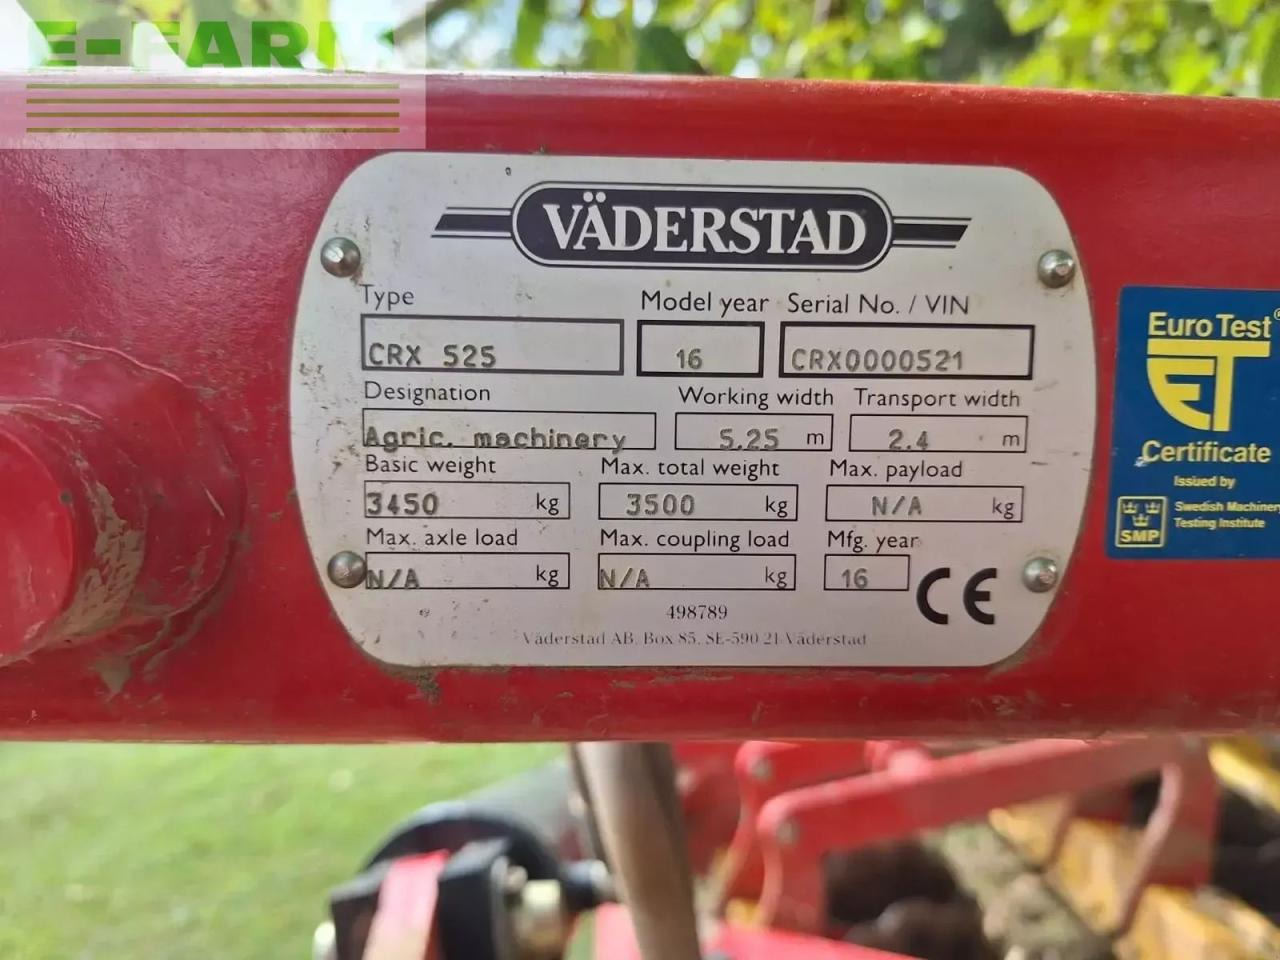 E-FARM
VÄDERSTAD
Type Model year Serial No. / VIN
CRX 525 16 CRX0000521
Designation Working width Transport width
Agric. machinery 5.25 m 2.4 m
Basic weight Max. total weight Max. payload
3450 kg 3500 kg N/A kg
Max. axle load Max. coupling load Mfg. year
N/A kg N/A kg 16 CE
498789
Väderstad AB, Box 85, SE-590 21 Väderstad
Euro Test®
ET
Certificate
Issued by
SMP Swedish Machinery
Testing Institute